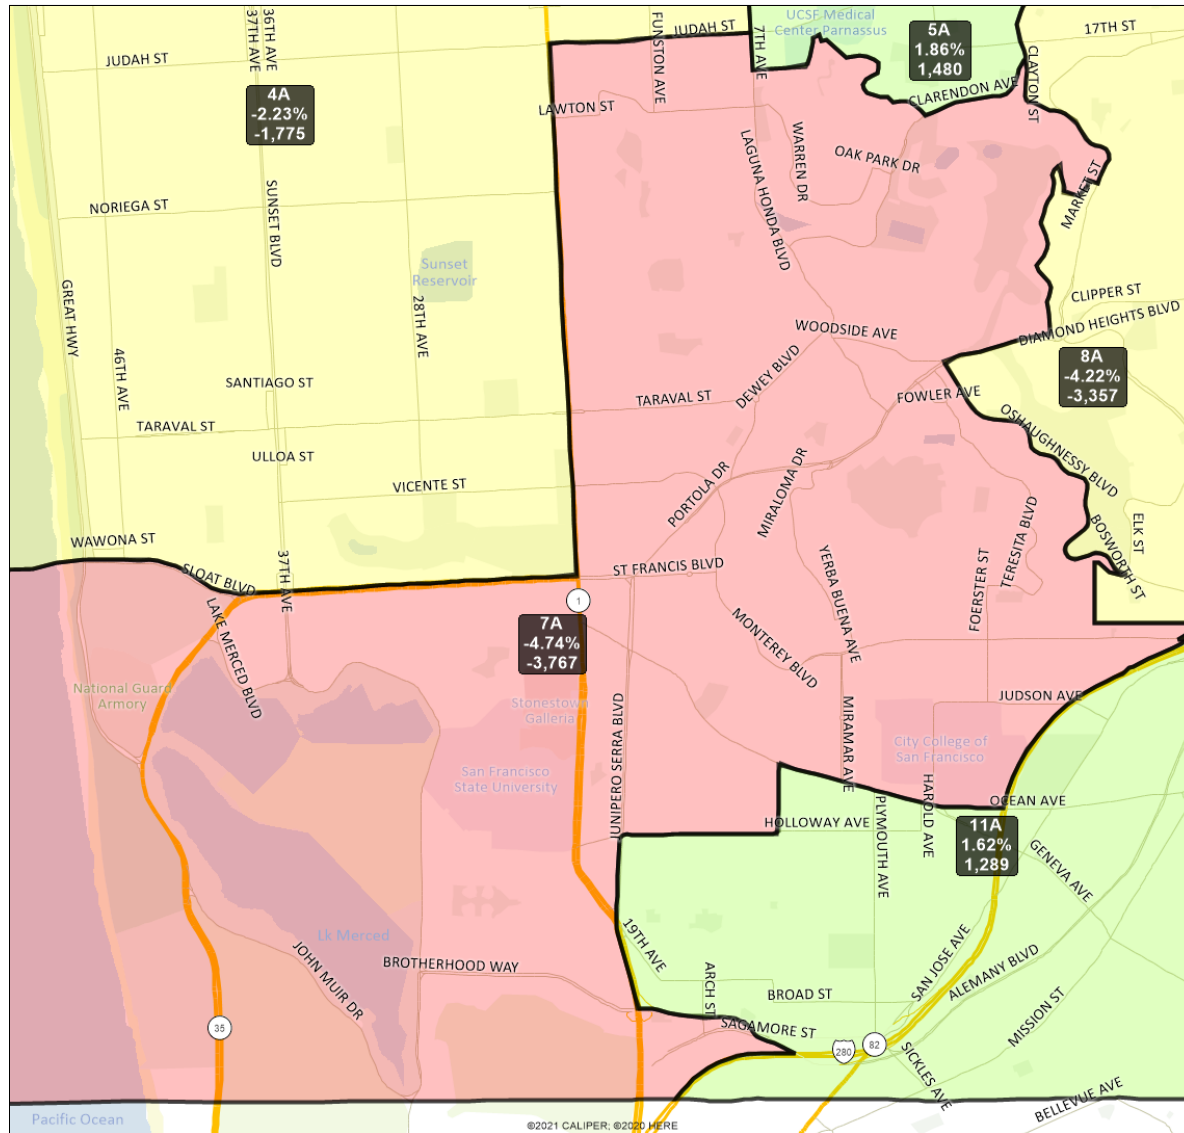 36TH AVE
37TH AVE
FUNSTON AVE
JUDAH ST
7TH AVE
UCSF Medical
Center Parnassus
5A
1.86%
1,480
17TH ST
CLAYTON ST
JUDAH ST
4A
-2.23%
-1,775
LAWTON ST
CLARENDON AVE
WARREN DR
OAK PARK DR
LAGUNA HONDA BLVD
MARKET ST
NORIEGA ST
SUNSET BLVD
Sunset
Reservoir
GREAT HWY
28TH AVE
CLIPPER ST
DIAMOND HEIGHTS BLVD
WOODSIDE AVE
46TH AVE
8A
-4.22%
-3,357
SANTIAGO ST
DEWEY BLVD
TARAVAL ST
FOWLER AVE
TARAVAL ST
OSHAUGHNESSY BLVD
ULLOA ST
PORTOLA DR
MIRALOMA DR
VICENTE ST
TERESITA BLVD
BOSWORTH ST
ELK ST
WAWONA ST
SLOAT BLVD
37TH AVE
ST FRANCIS BLVD
YERBA BUENA AVE
FOERSTER ST
1
LAKE MERCED BLVD
7A
-4.74%
-3,767
MONTEREY BLVD
National Guard
Armory
Stonestown
Galleria
JUNIPERO SERRA BLVD
MIRAMAR AVE
JUDSON AVE
City College of
San Francisco
San Francisco
State University
HAROLD AVE
PLYMOUTH AVE
OCEAN AVE
HOLLOWAY AVE
11A
1.62%
1,289
GENEVA AVE
Lk Merced
JOHN MUIR DR
BROTHERHOOD WAY
19TH AVE
ARCH ST
BROAD ST
SAN JOSE AVE
ALEMANY BLVD
MISSION ST
SAGAMORE ST
35
280
82
SICKLES AVE
BELLEVUE AVE
Pacific Ocean
©2021 CALIPER; ©2020 HERE